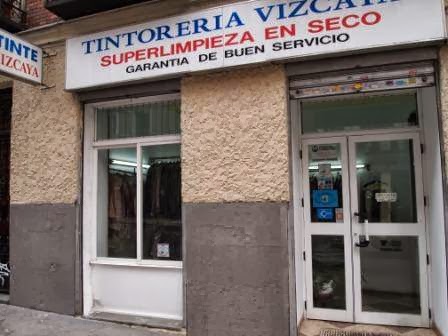 TINTE
VIZCAYA
TINTORERIA VIZCAYA
SUPERLIMPIEZA EN SECO
GARANTIA DE BUEN SERVICIO